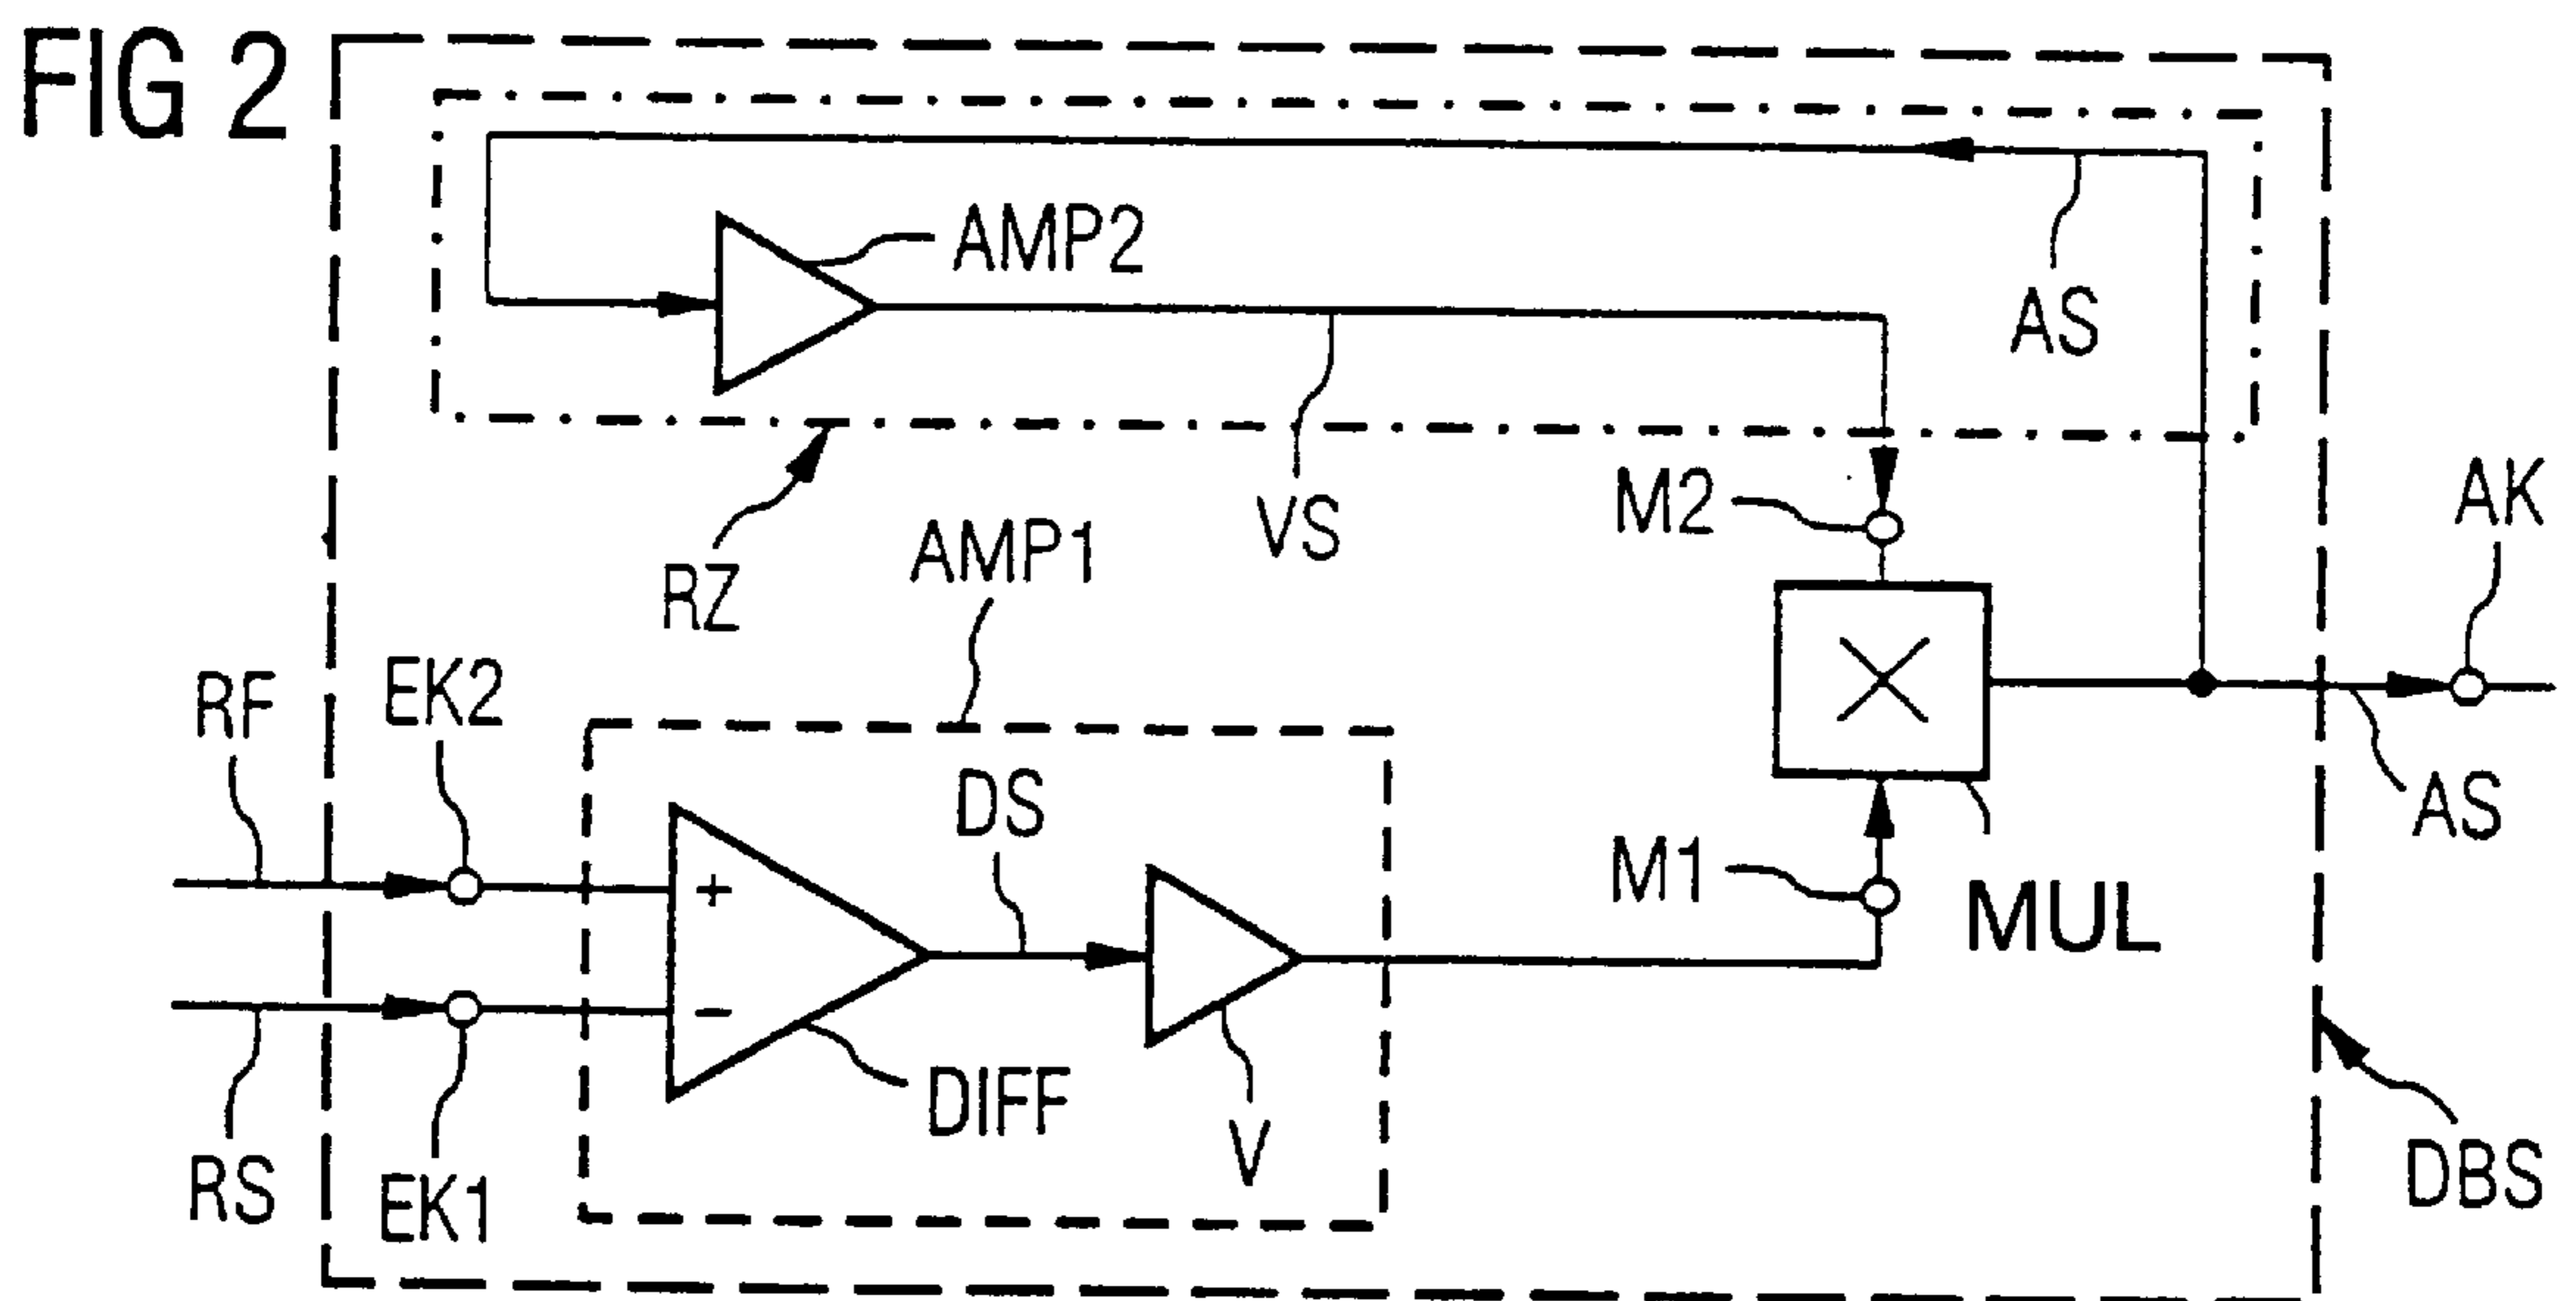 FIG 2
AMP2
AS
VS
M2
AK
RZ
AMP1
RF
EK2
DS
+
M1
MUL
AS
−
DIFF
V
RS
EK1
DBS